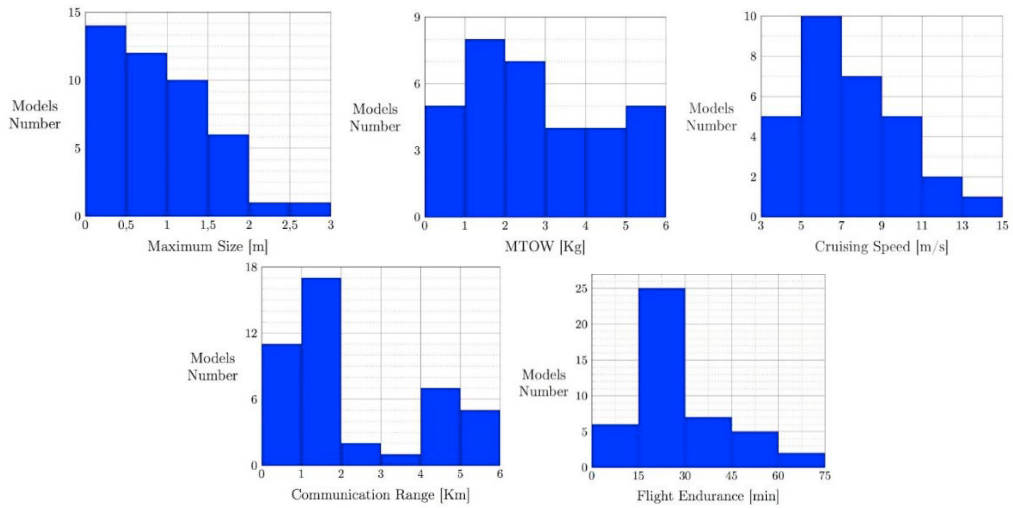 15
10
5
0
Models
Number
0 0,5 1 1,5 2 2,5 3
Maximum Size [m]
9
6
3
0
Models
Number
0 1 2 3 4 5 6
MTOW [Kg]
10
8
6
4
2
0
Models
Number
3 5 7 9 11 13 15
Cruising Speed [m/s]
18
12
6
0
Models
Number
0 1 2 3 4 5 6
Communication Range [Km]
25
20
15
10
5
0
Models
Number
0 15 30 45 60 75
Flight Endurance [min]